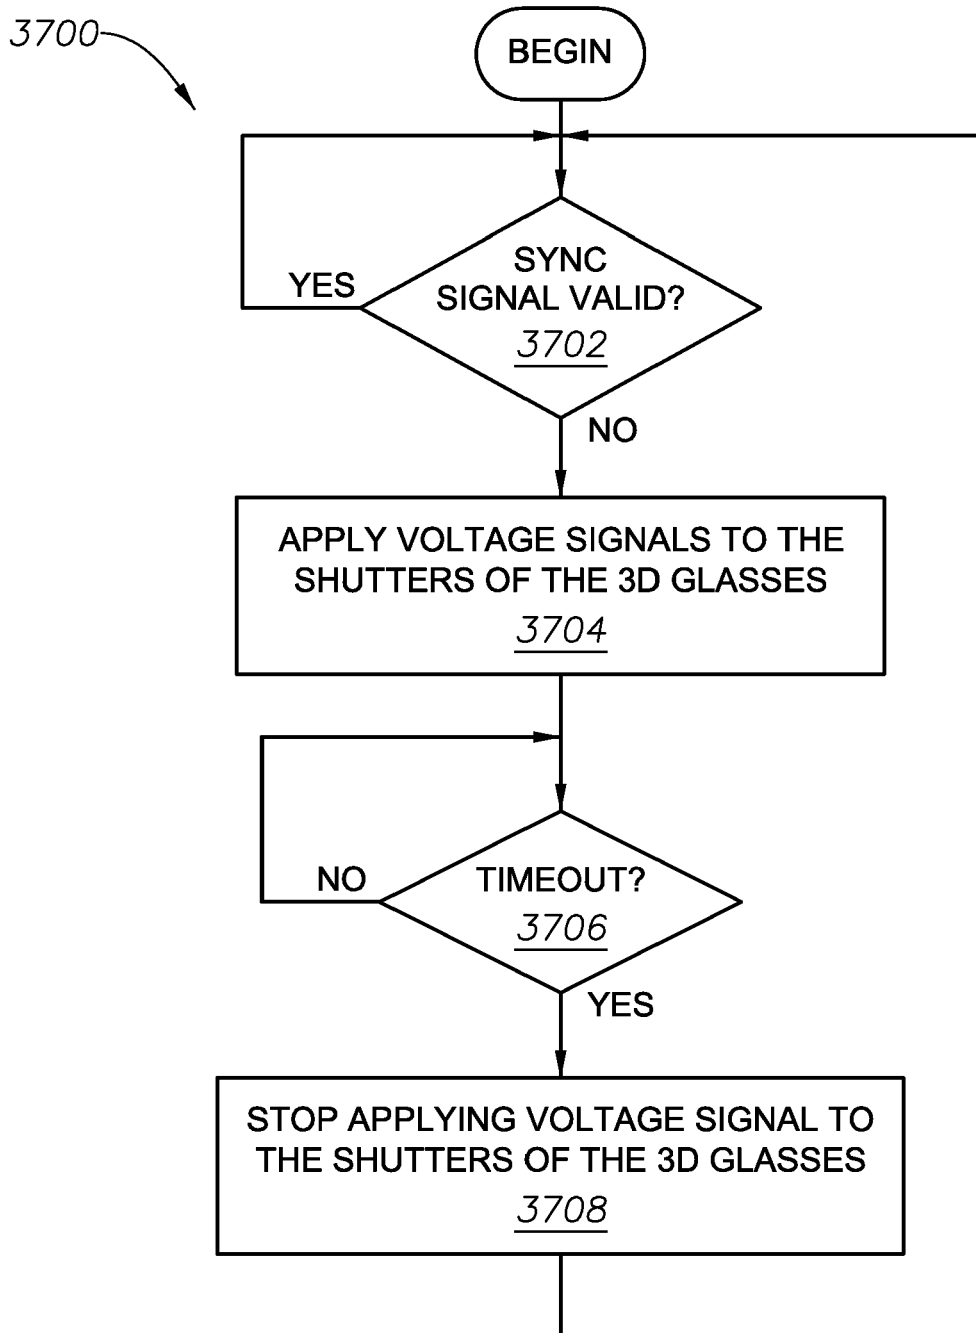 3700
BEGIN
SYNC
SIGNAL VALID?
3702
YES
NO
APPLY VOLTAGE SIGNALS TO THE
SHUTTERS OF THE 3D GLASSES
3704
TIMEOUT?
3706
NO
YES
STOP APPLYING VOLTAGE SIGNAL TO
THE SHUTTERS OF THE 3D GLASSES
3708